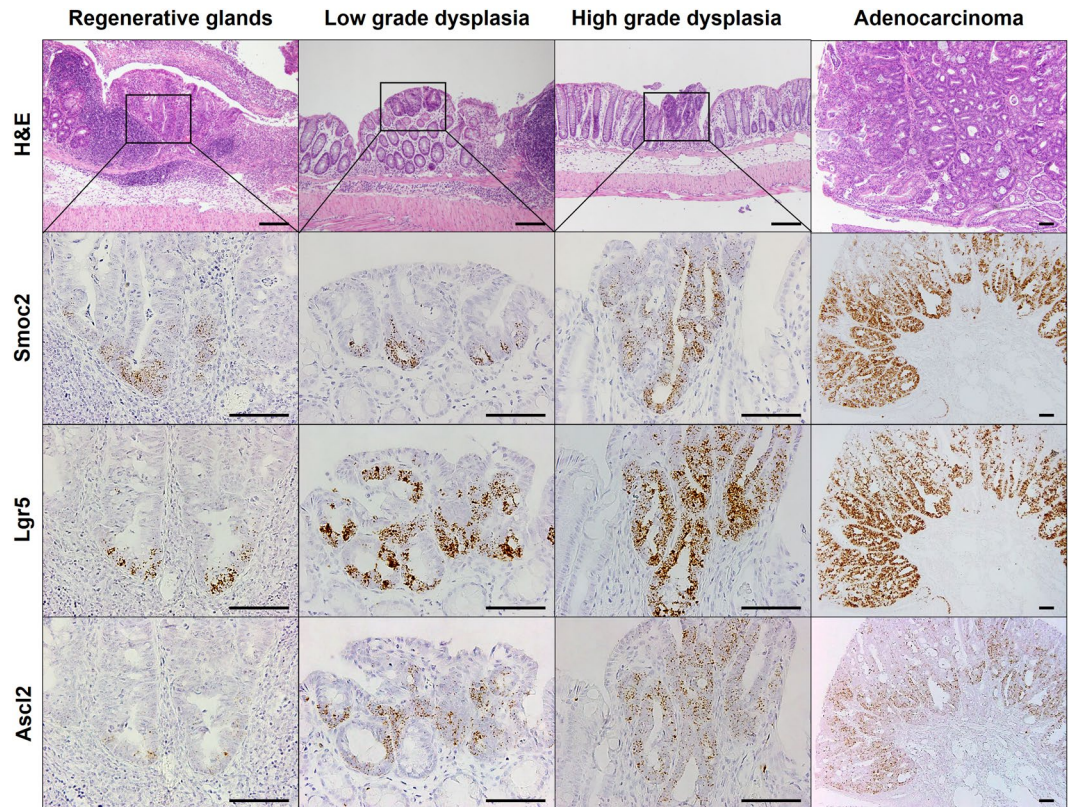 Regenerative glands
Low grade dysplasia
High grade dysplasia
Adenocarcinoma
H&E
Smoc2
Lgr5
Ascl2